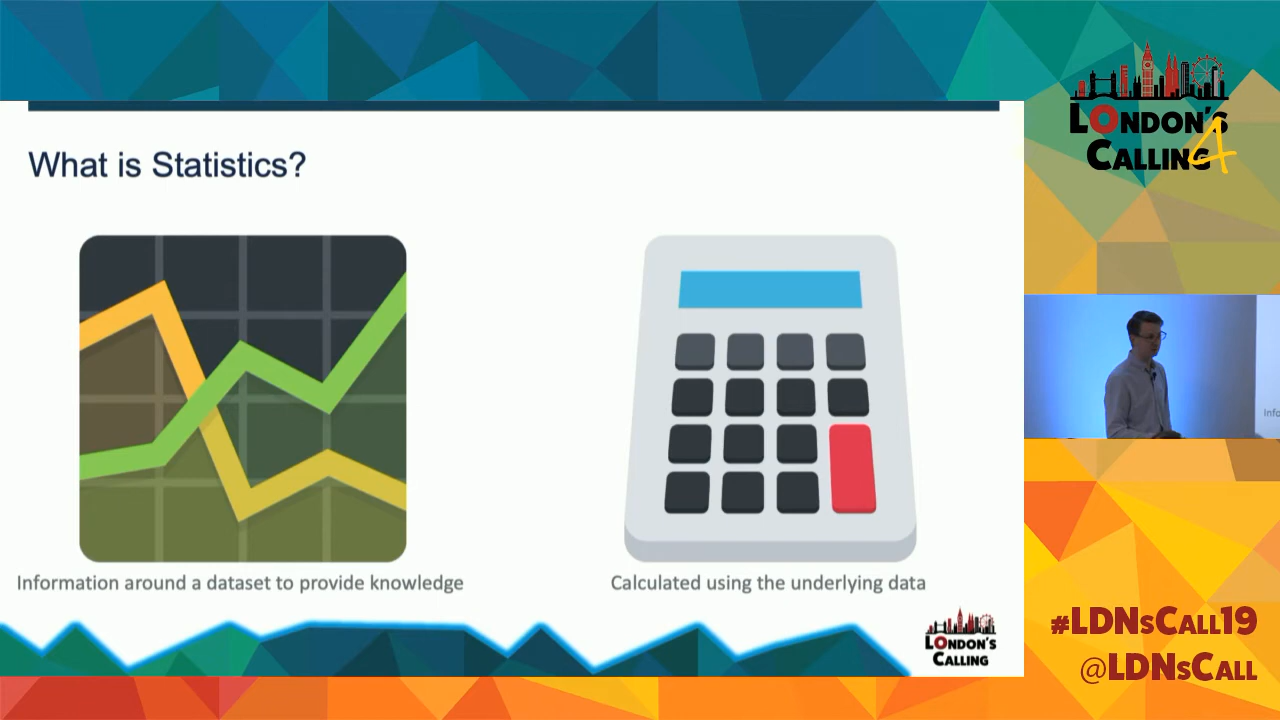 What is Statistics?
Information around a dataset to provide knowledge
Calculated using the underlying data
LONDON'S
CALLING
LONDON'S
CALLING 4
Info
#LDNsCALL19
@LDNsCALL